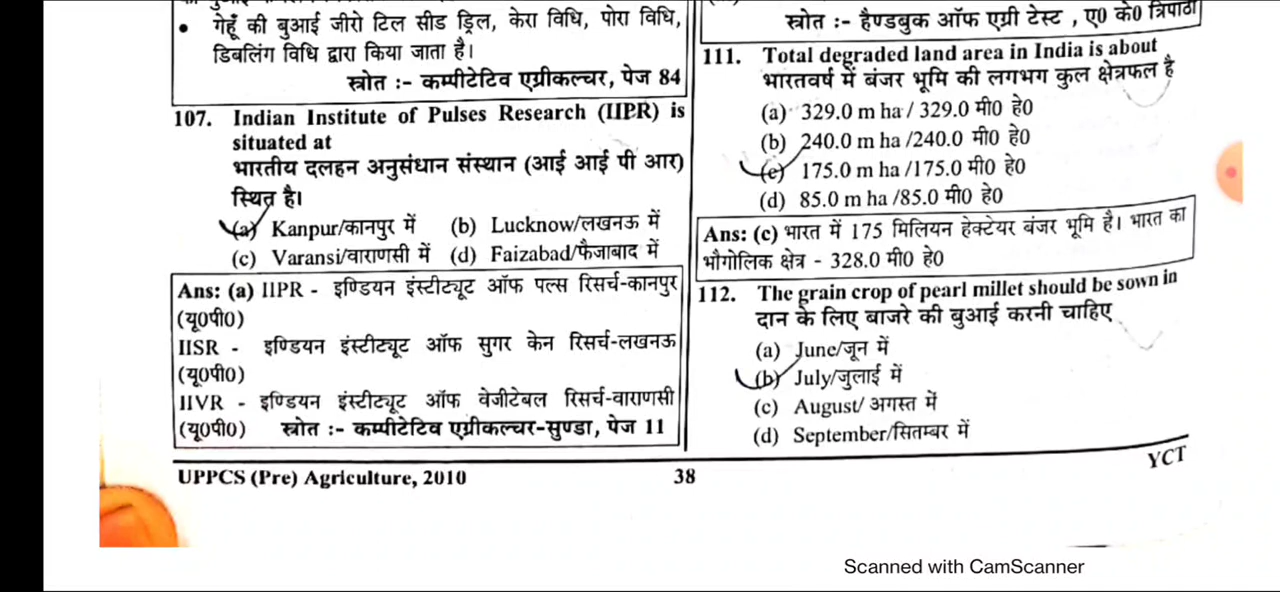 • गेहूँ की बुआई जीरो टिल सीड ड्रिल, केरा विधि, पोरा विधि,
डिबलिंग विधि द्वारा किया जाता है।
स्त्रोत :- कम्पीटेटिव एग्रीकल्चर, पेज 84
107. Indian Institute of Pulses Research (IIPR) is
situated at
भारतीय दलहन अनुसंधान संस्थान (आई आई पी आर)
स्थित है।
(a) Kanpur/कानपुर में (b) Lucknow/लखनऊ में
(c) Varansi/वाराणसी में (d) Faizabad/फैजाबाद में
Ans: (a) IIPR - इण्डियन इंस्टीट्यूट ऑफ पल्स रिसर्च-कानपुर
(यू0पी0)
IISR - इण्डियन इंस्टीट्यूट ऑफ सुगर केन रिसर्च-लखनऊ
(यू0पी0)
IIVR - इण्डियन इंस्टीट्यूट ऑफ वेजीटेबल रिसर्च-वाराणसी
(यू0पी0) स्त्रोत :- कम्पीटेटिव एग्रीकल्चर-सुण्डा, पेज 11
स्त्रोत :- हैण्डबुक ऑफ एग्री टेस्ट , ए0 के0 त्रिपाठी
111. Total degraded land area in India is about
भारतवर्ष में बंजर भूमि की लगभग कुल क्षेत्रफल है
(a) 329.0 m ha / 329.0 मी0 हे0
(b) 240.0 m ha /240.0 मी0 हे0
(c) 175.0 m ha /175.0 मी0 हे0
(d) 85.0 m ha /85.0 मी0 हे0
Ans: (c) भारत में 175 मिलियन हेक्टेयर बंजर भूमि है। भारत का
भौगोलिक क्षेत्र - 328.0 मी0 हे0
112. The grain crop of pearl millet should be sown in
दान के लिए बाजरे की बुआई करनी चाहिए
(a) June/जून में
(b) July/जुलाई में
(c) August/ अगस्त में
(d) September/सितम्बर में
UPPCS (Pre) Agriculture, 2010
38
YCT
Scanned with CamScanner